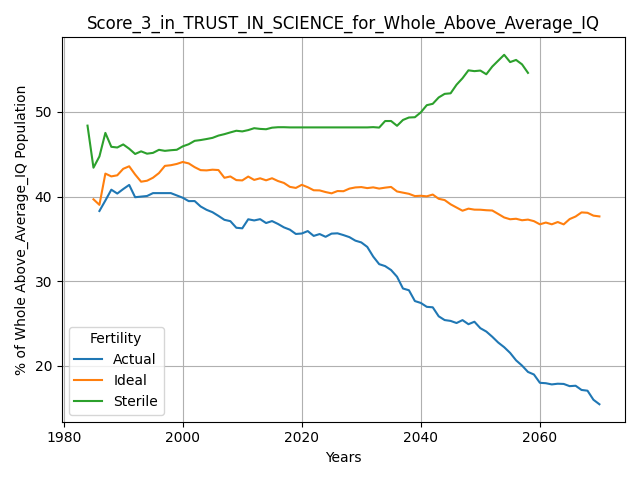 Score_3_in_TRUST_IN_SCIENCE_for_Whole_Above_Average_IQ
% of Whole Above_Average_IQ Population
50
40
30
20
Fertility
Actual
Ideal
Sterile
1980
2000
2020
2040
2060
Years